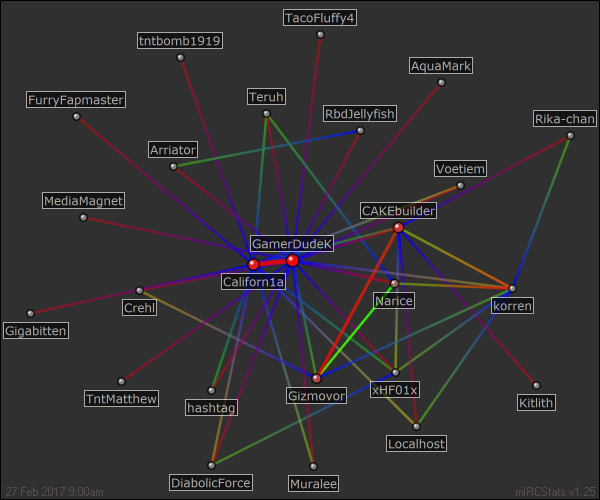 TacoFluffy4
tntbomb1919
AquaMark
FurryFapmaster
Teruh
RbdJellyfish
Rika-chan
Arriator
Voetiem
MediaMagnet
CAKEbuilder
GamerDudeK
Californ1a
Crehl
Narice
korren
Gigabitten
TntMatthew
hashtag
Gizmovor
xHF01x
Kitlith
Localhost
DiabolicForce
Muralee
27 Feb 2017 9:00am
mIRCStats v1.25